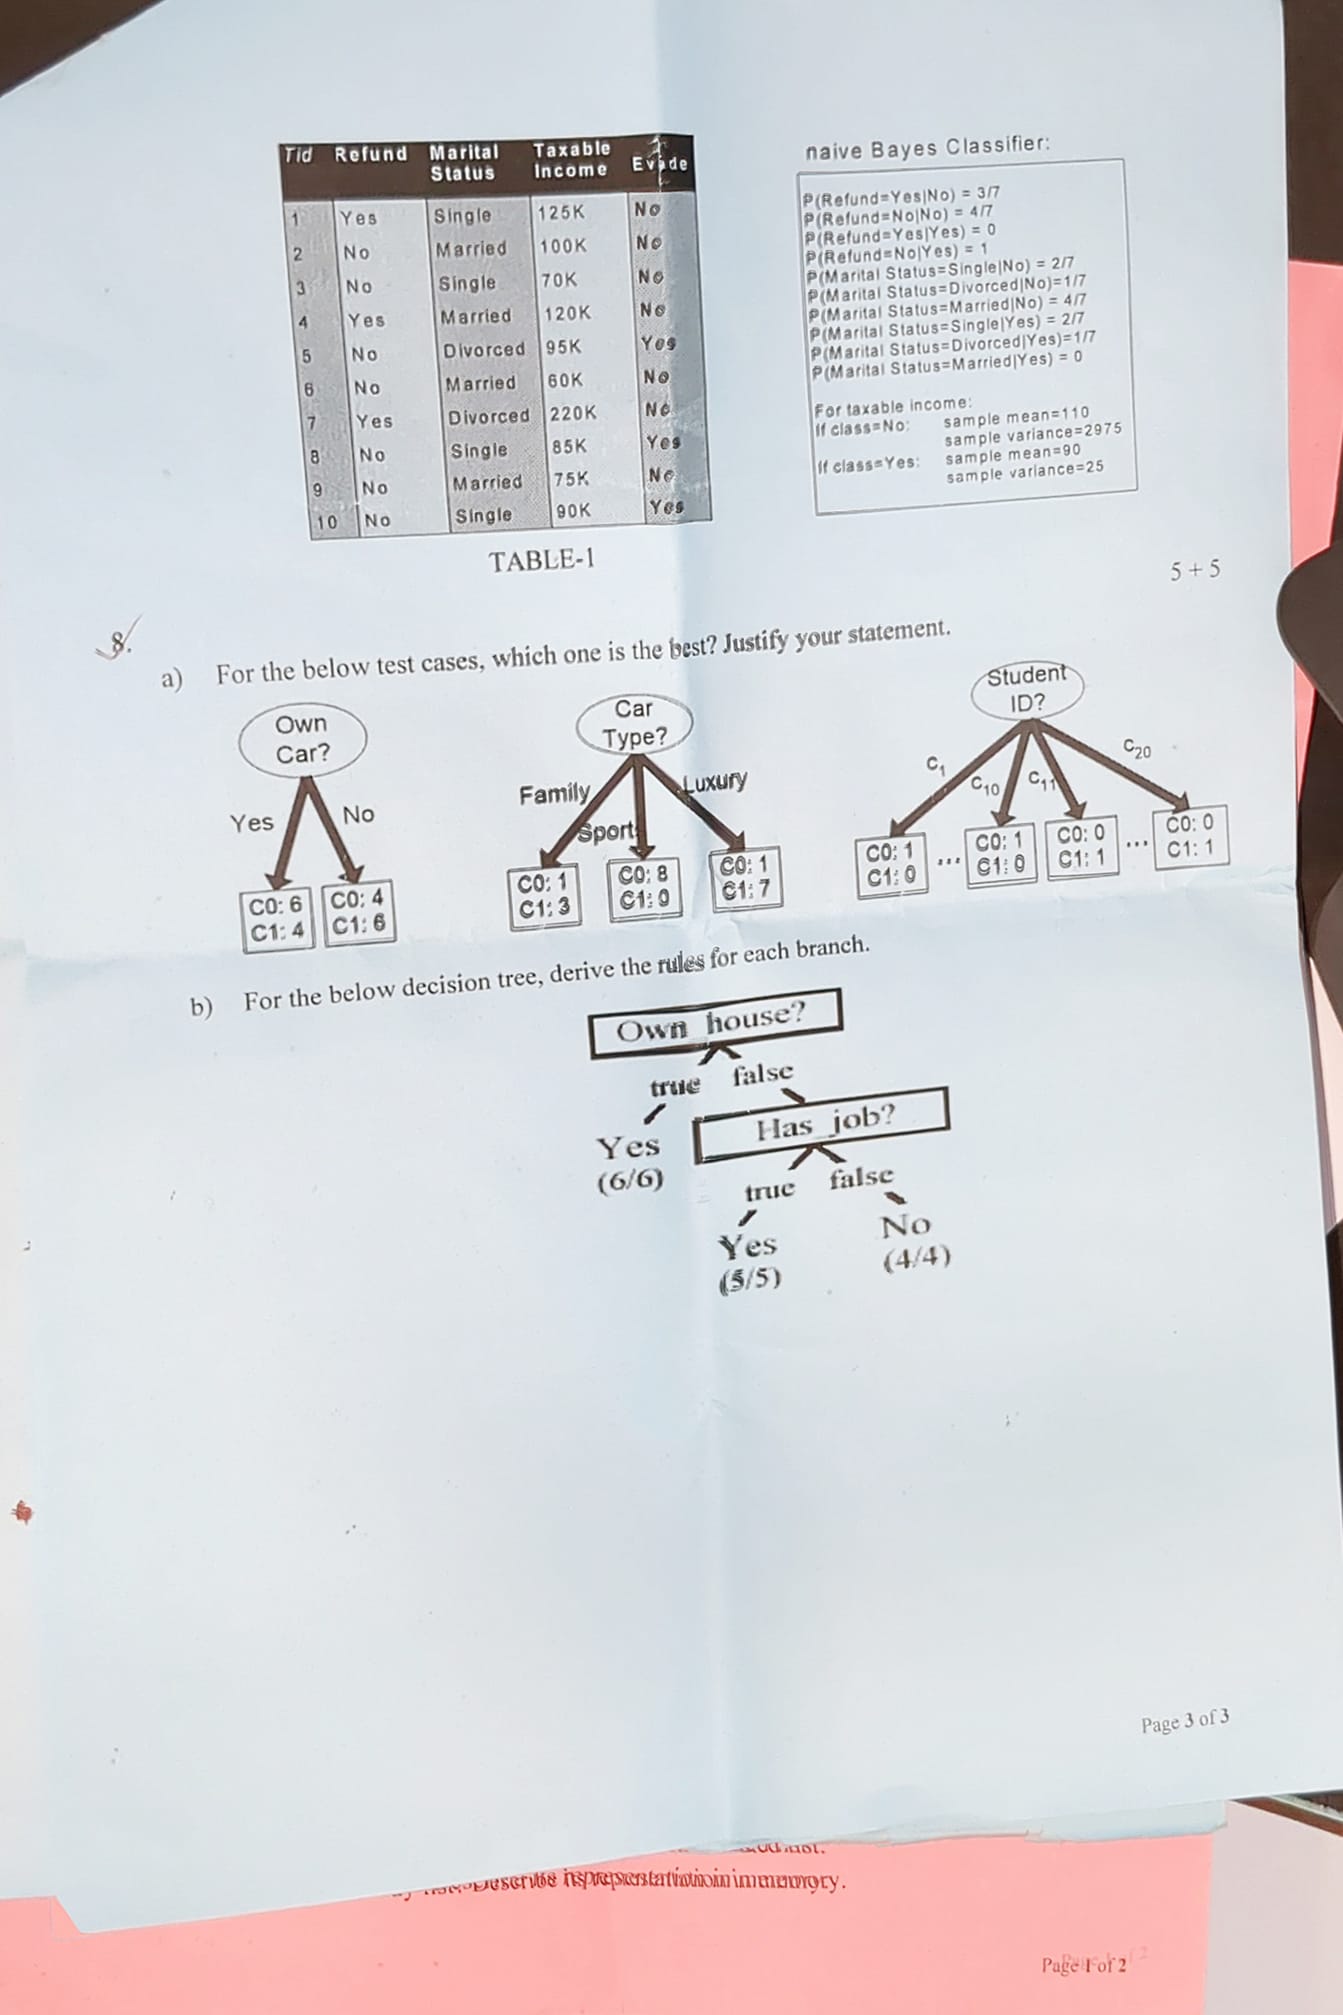 Tid Refund Marital Status Taxable Income Evade
1 Yes Single 125K No
2 No Married 100K No
3 No Single 70K No
4 Yes Married 120K No
5 No Divorced 95K Yes
6 No Married 60K No
7 Yes Divorced 220K No
8 No Single 85K Yes
9 No Married 75K No
10 No Single 90K Yes
TABLE-1
naive Bayes Classifier:
P(Refund=Yes|No) = 3/7
P(Refund=No|No) = 4/7
P(Refund=Yes|Yes) = 0
P(Refund=No|Yes) = 1
P(Marital Status=Single|No) = 2/7
P(Marital Status=Divorced|No)=1/7
P(Marital Status=Married|No) = 4/7
P(Marital Status=Single|Yes) = 2/7
P(Marital Status=Divorced|Yes)=1/7
P(Marital Status=Married|Yes) = 0
For taxable income:
If class=No: sample mean=110
sample variance=2975
If class=Yes: sample mean=90
sample variance=25
5 + 5
8.
a) For the below test cases, which one is the best? Justify your statement.
Own
Car?
Yes No
C0: 6 C0: 4
C1: 4 C1: 6
Car
Type?
Family Luxury
Sports
C0: 1 C0: 8 C0: 1
C1: 3 C1: 0 C1: 7
Student
ID?
c1 c10 c11 c20
C0: 1 ... C0: 1 C0: 0 ... C0: 0
C1: 0 C1: 0 C1: 1 C1: 1
b) For the below decision tree, derive the rules for each branch.
Own_house?
true false
Yes Has_job?
(6/6)
true false
Yes No
(5/5) (4/4)
Page 3 of 3
in memory.
Page 1 of 2